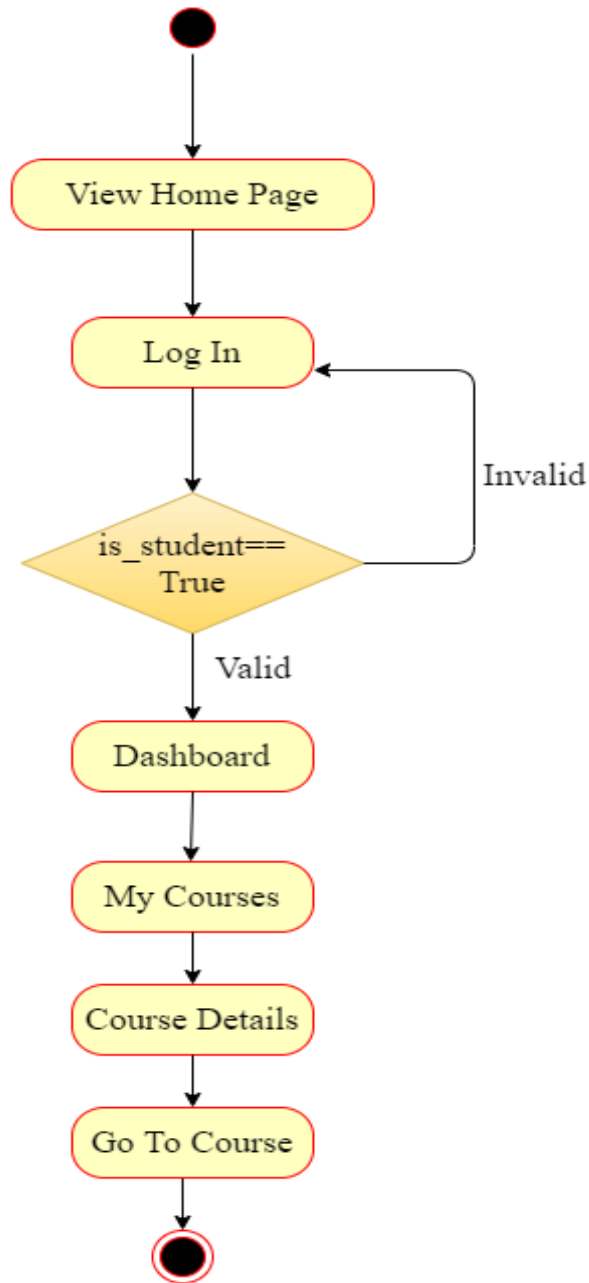 View Home Page
Log In
Invalid
is_student==
True
Valid
Dashboard
My Courses
Course Details
Go To Course